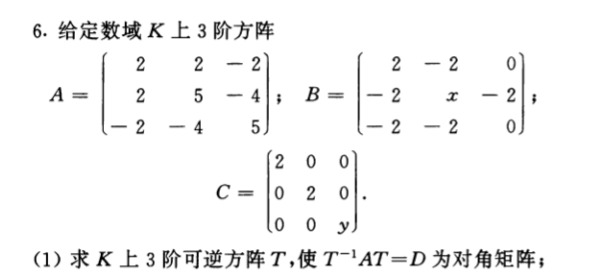 6. 给定数域 K 上 3 阶方阵
A = ( 2 2 －2 ; 2 5 －4 ; －2 －4 5 ) ; B = ( 2 －2 0 ; －2 x －2 ; －2 －2 0 ) ;
C = ( 2 0 0 ; 0 2 0 ; 0 0 y ) .
(1) 求 K 上 3 阶可逆方阵 T,使 T⁻¹AT=D 为对角矩阵;